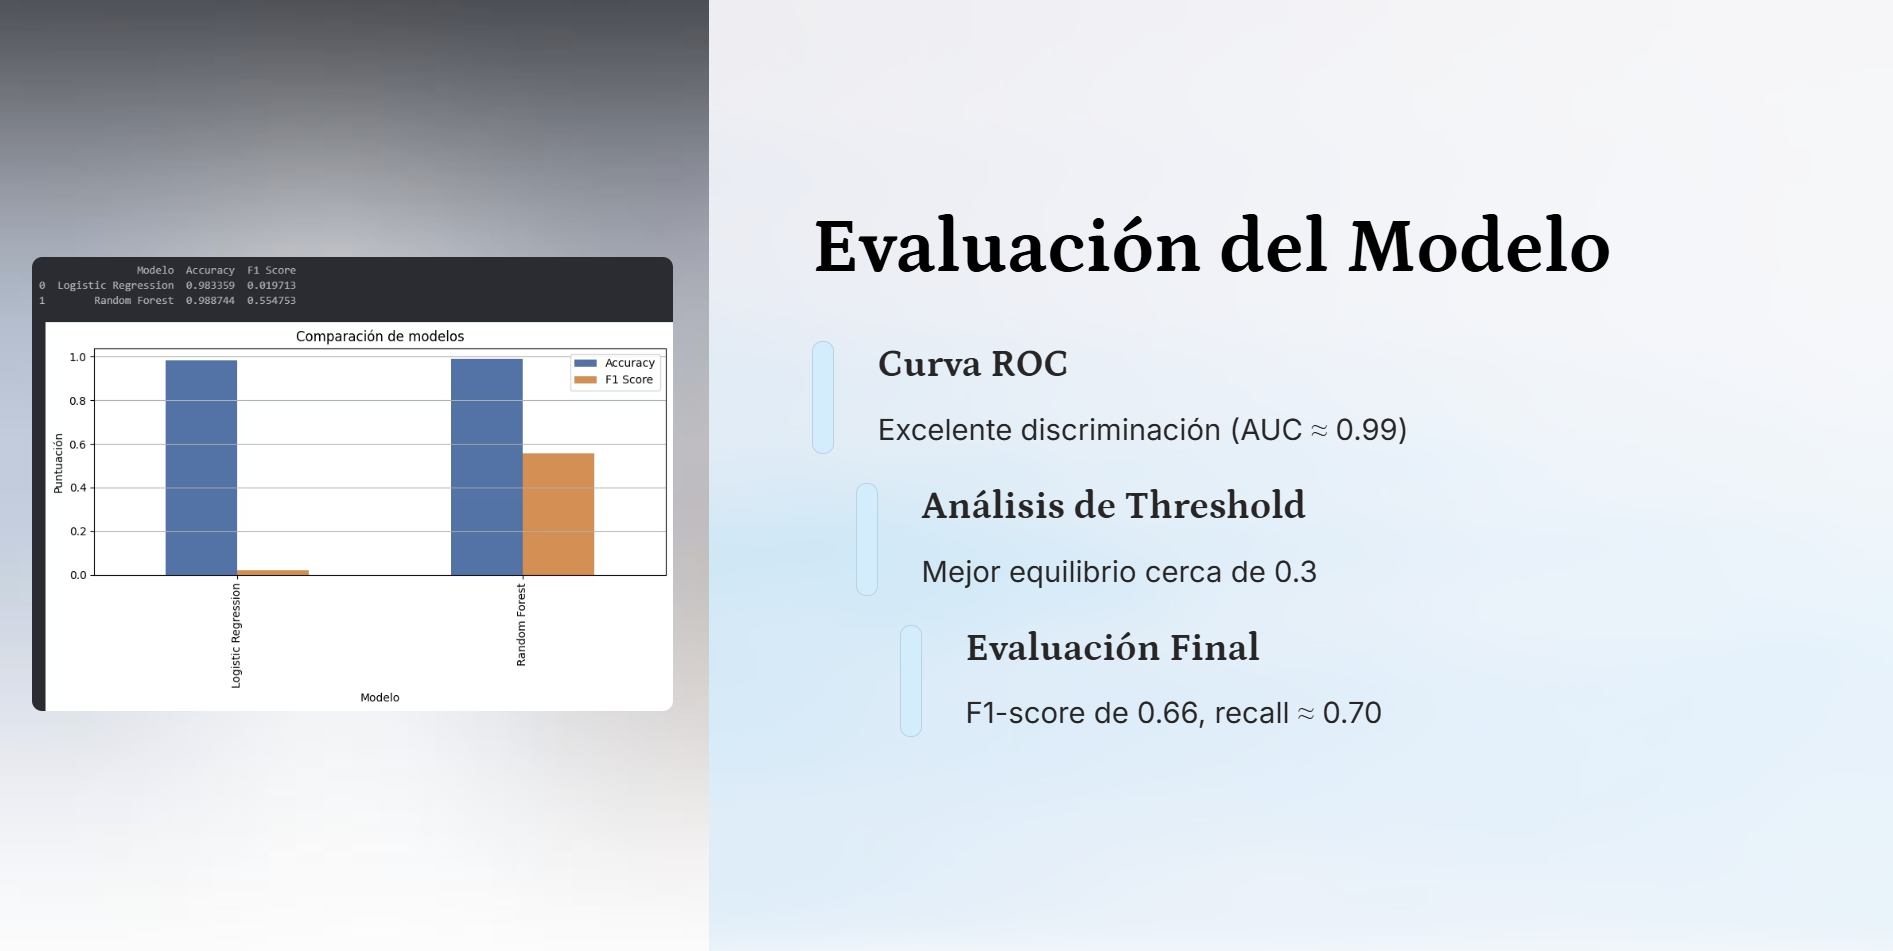 Modelo Accuracy F1 Score
0 Logistic Regression 0.983359 0.019713
1 Random Forest 0.988744 0.554753
Comparación de modelos
1.0
0.8
0.6
0.4
0.2
0.0
Puntuación
Accuracy
F1 Score
Logistic Regression
Random Forest
Modelo
Evaluación del Modelo
Curva ROC
Excelente discriminación (AUC ≈ 0.99)
Análisis de Threshold
Mejor equilibrio cerca de 0.3
Evaluación Final
F1-score de 0.66, recall ≈ 0.70